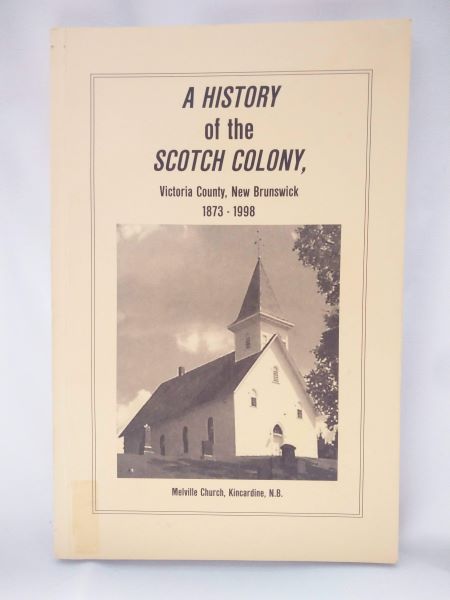 A HISTORY
of the
SCOTCH COLONY,
Victoria County, New Brunswick
1873 - 1998
Melville Church, Kincardine, N.B.